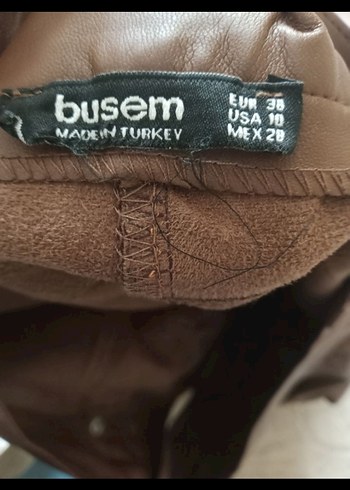 busem
MADE IN TURKEY
EUR 38
USA 10
MEX 28